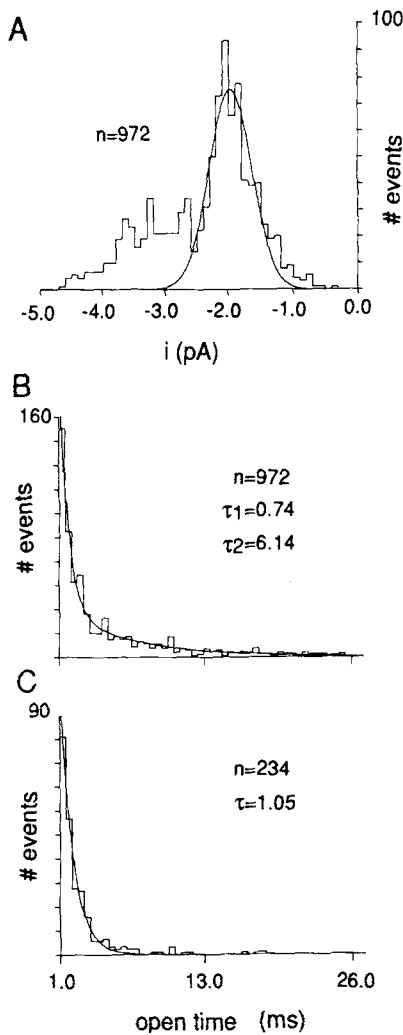 A
100
n=972
# events
-5.0 -4.0 -3.0 -2.0 -1.0 0.0
i (pA)
B
160
n=972
τ1=0.74
τ2=6.14
# events
C
90
n=234
τ=1.05
# events
1.0 13.0 26.0
open time (ms)